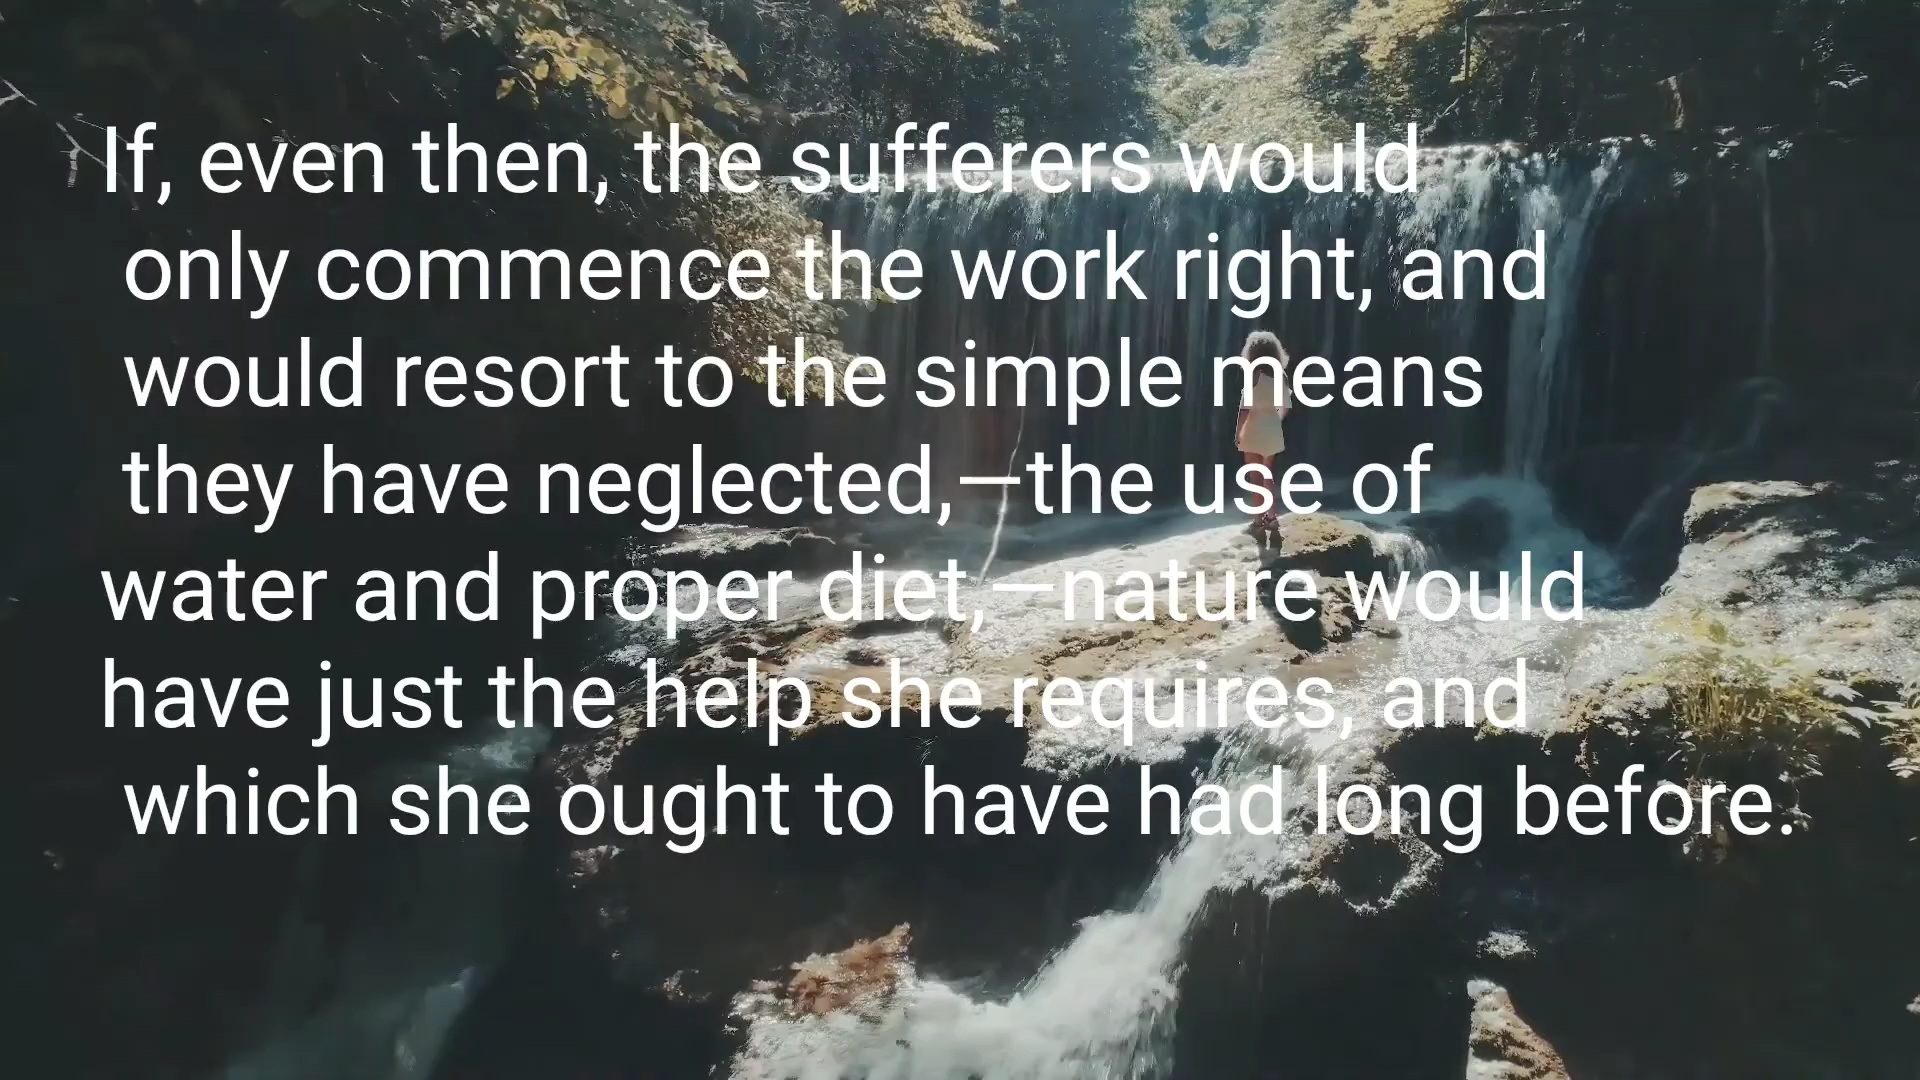 If, even then, the sufferers would
only commence the work right, and
would resort to the simple means
they have neglected,—the use of
water and proper diet,—nature would
have just the help she requires, and
which she ought to have had long before.